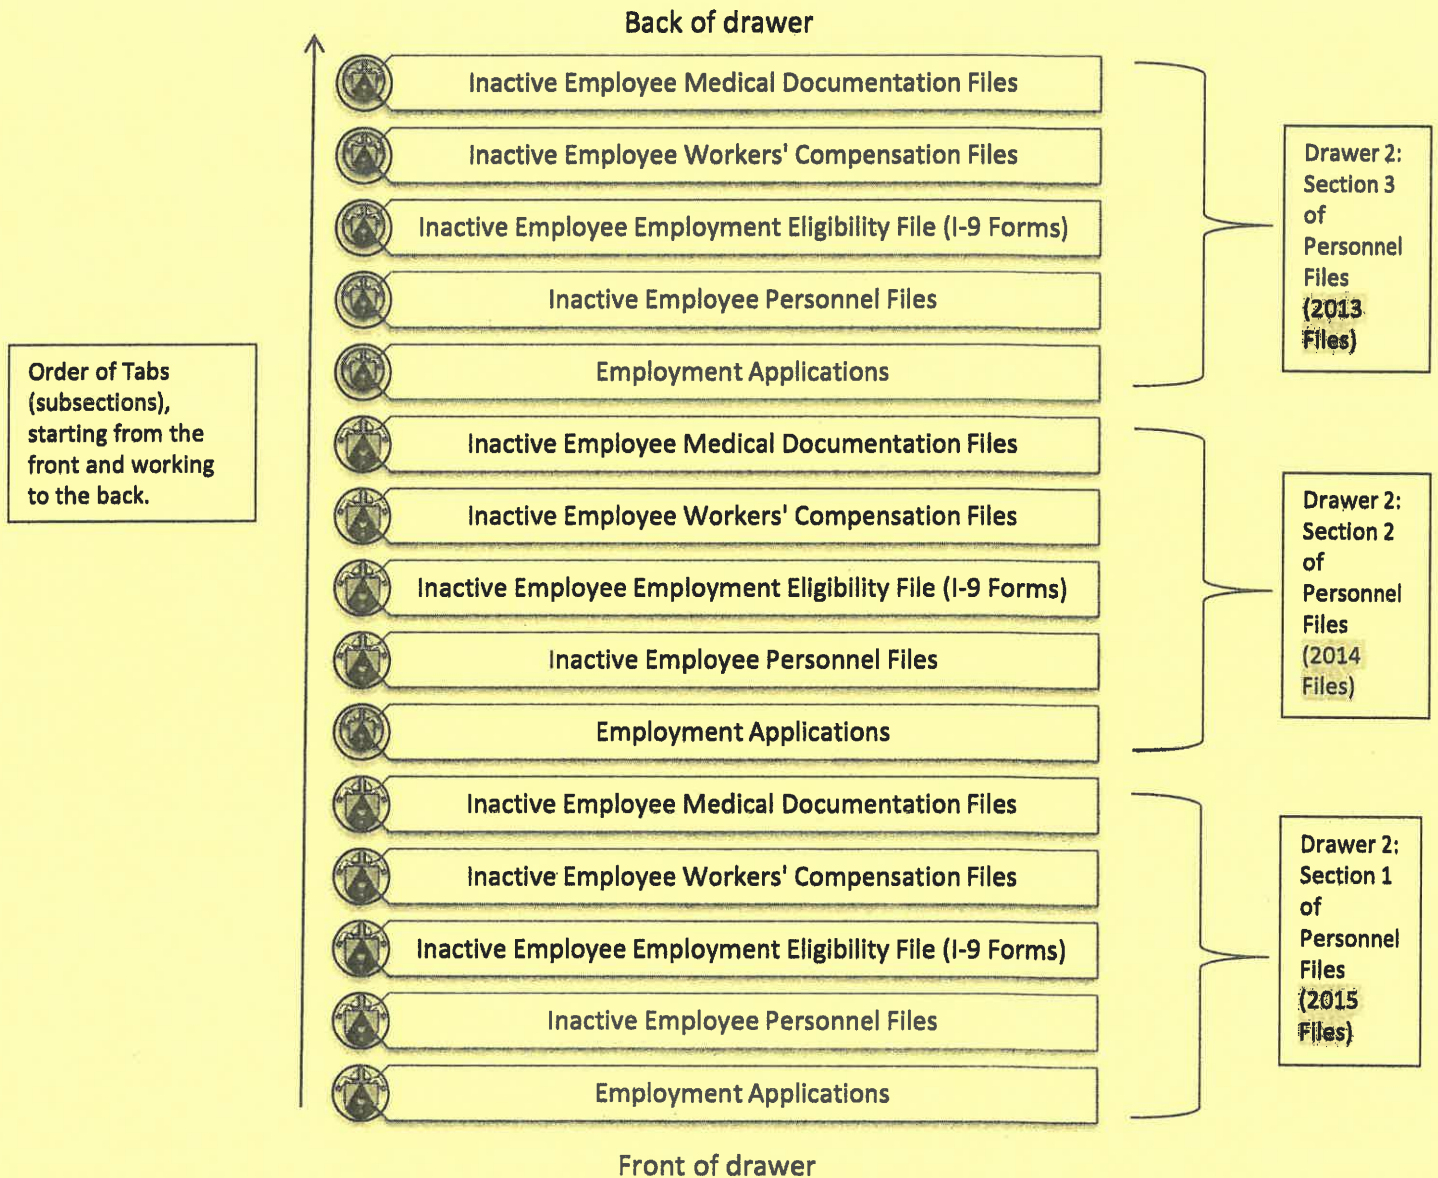 Back of drawer
Inactive Employee Medical Documentation Files
Inactive Employee Workers' Compensation Files
Inactive Employee Employment Eligibility File (I-9 Forms)
Inactive Employee Personnel Files
Employment Applications
Drawer 2:
Section 3
of
Personnel
Files
(2013
Files)
Order of Tabs
(subsections),
starting from the
front and working
to the back.
Inactive Employee Medical Documentation Files
Inactive Employee Workers' Compensation Files
Inactive Employee Employment Eligibility File (I-9 Forms)
Inactive Employee Personnel Files
Employment Applications
Drawer 2:
Section 2
of
Personnel
Files
(2014
Files)
Inactive Employee Medical Documentation Files
Inactive Employee Workers' Compensation Files
Inactive Employee Employment Eligibility File (I-9 Forms)
Inactive Employee Personnel Files
Employment Applications
Drawer 2:
Section 1
of
Personnel
Files
(2015
Files)
Front of drawer